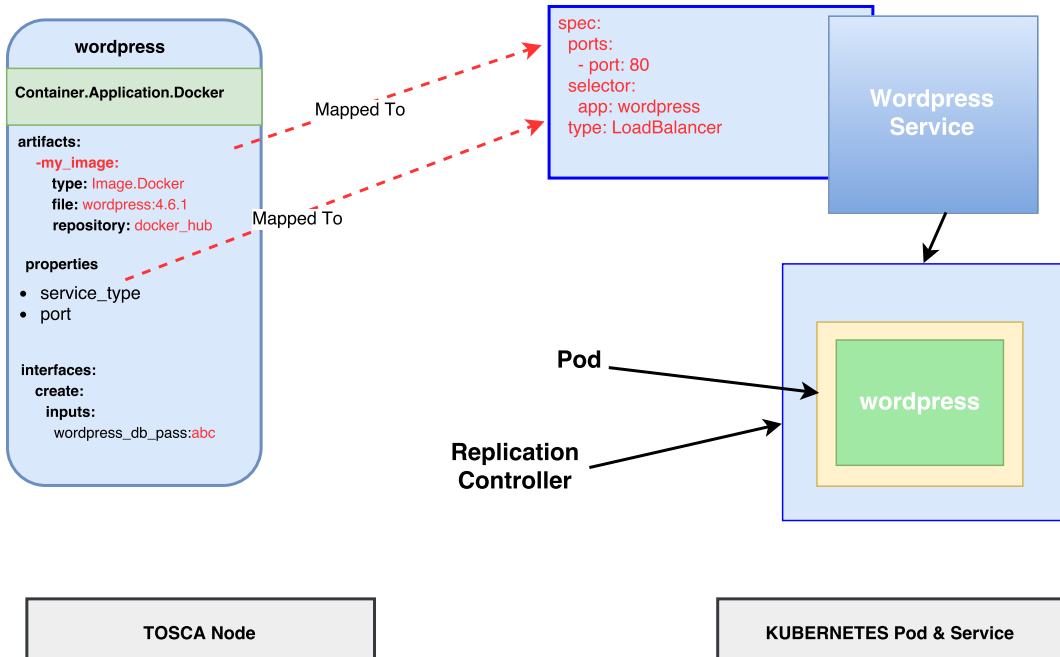 wordpress
Container.Application.Docker
artifacts:
-my_image:
type: Image.Docker
file: wordpress:4.6.1
repository: docker_hub
properties
• service_type
• port
interfaces:
create:
inputs:
wordpress_db_pass:abc
Mapped To
Mapped To
spec:
ports:
- port: 80
selector:
app: wordpress
type: LoadBalancer
Wordpress
Service
Pod
wordpress
Replication
Controller
TOSCA Node
KUBERNETES Pod & Service